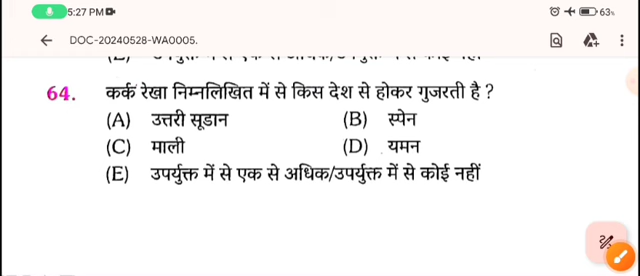 5:27 PM
63%
DOC-20240528-WA0005.
64. कर्क रेखा निम्नलिखित में से किस देश से होकर गुजरती है ?
(A) उत्तरी सूडान (B) स्पेन
(C) माली (D) यमन
(E) उपर्युक्त में से एक से अधिक/उपर्युक्त में से कोई नहीं